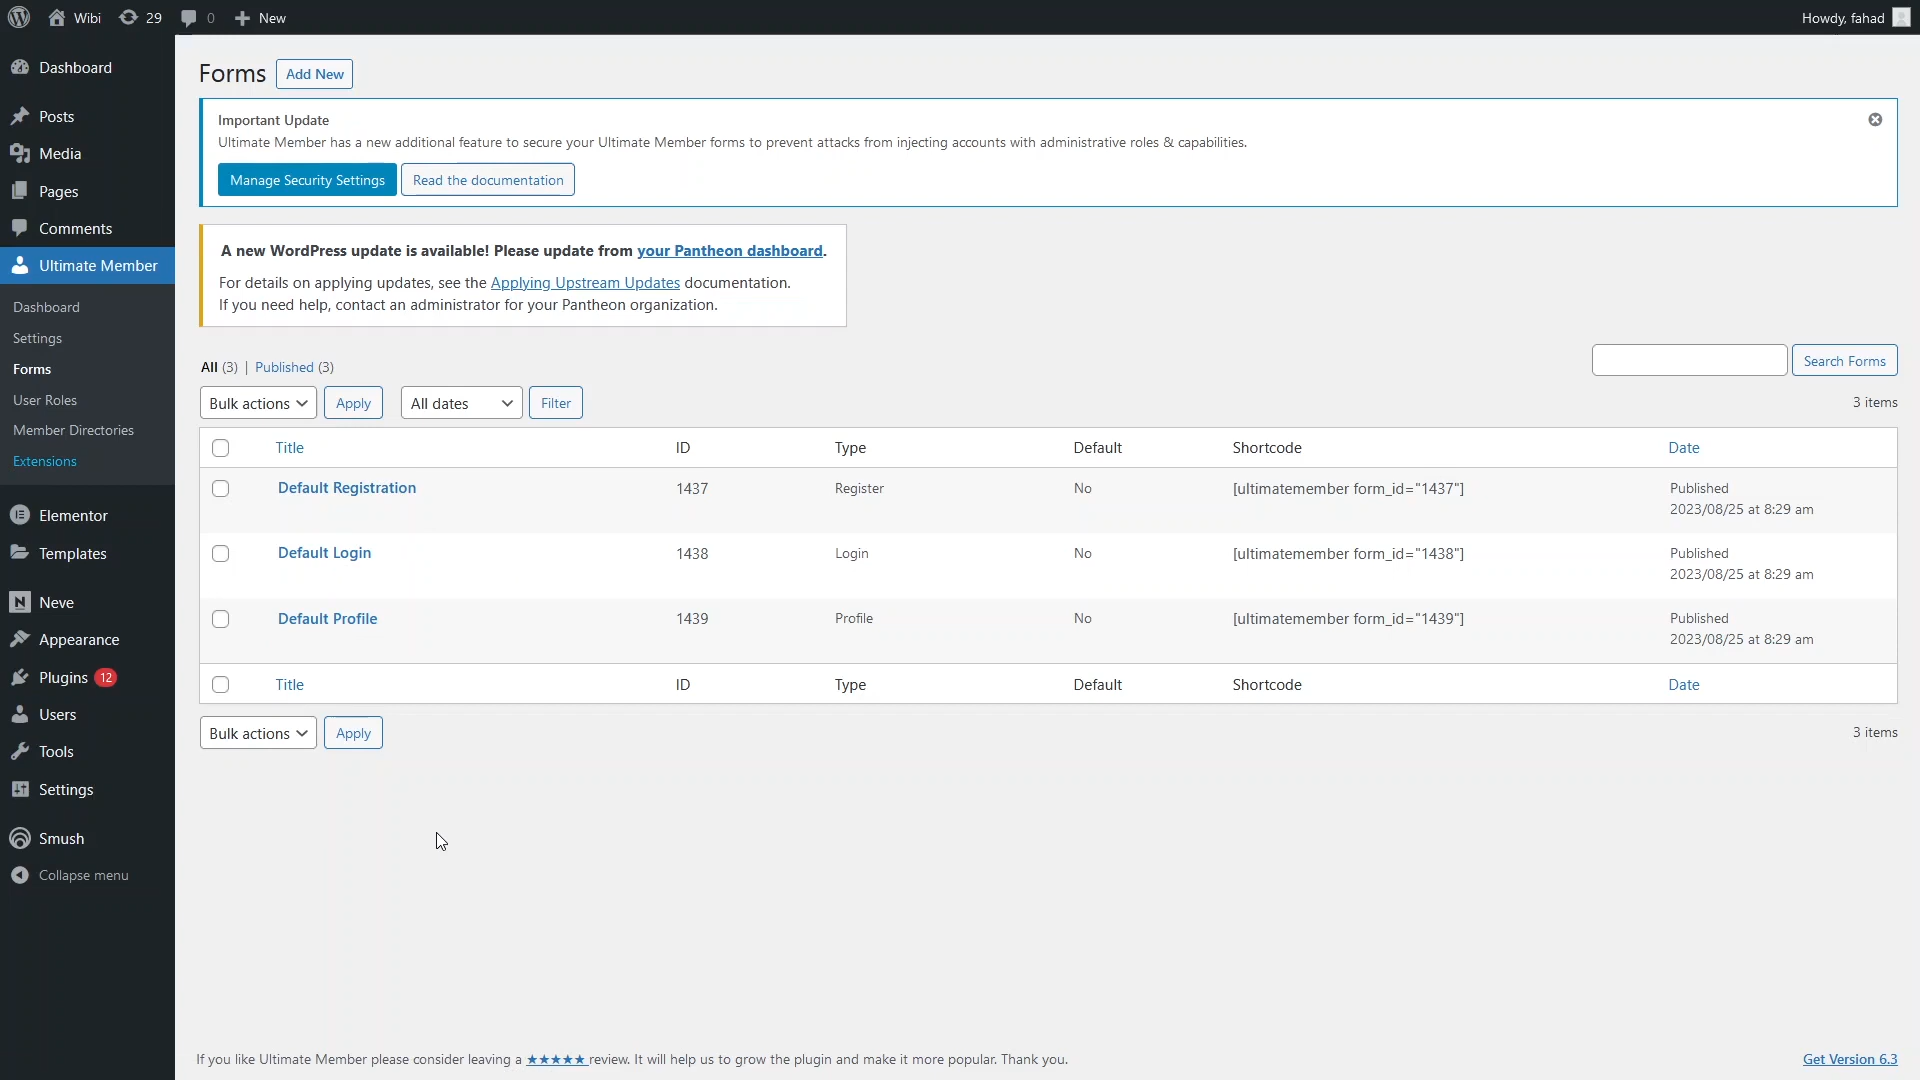 Wibi 29 0 New Howdy, fahad
Dashboard
Posts
Media
Pages
Comments
Ultimate Member
Dashboard
Settings
Forms
User Roles
Member Directories
Extensions
Elementor
Templates
Neve
Appearance
Plugins 12
Users
Tools
Settings
Smush
Collapse menu
Forms Add New
Important Update
Ultimate Member has a new additional feature to secure your Ultimate Member forms to prevent attacks from injecting accounts with administrative roles & capabilities.
Manage Security Settings Read the documentation
A new WordPress update is available! Please update from your Pantheon dashboard.
For details on applying updates, see the Applying Upstream Updates documentation.
If you need help, contact an administrator for your Pantheon organization.
All (3) | Published (3) Search Forms
Bulk actions Apply All dates Filter 3 items
Title ID Type Default Shortcode Date
Default Registration 1437 Register No [ultimatemember form_id="1437"] Published
2023/08/25 at 8:29 am
Default Login 1438 Login No [ultimatemember form_id="1438"] Published
2023/08/25 at 8:29 am
Default Profile 1439 Profile No [ultimatemember form_id="1439"] Published
2023/08/25 at 8:29 am
Title ID Type Default Shortcode Date
Bulk actions Apply 3 items
If you like Ultimate Member please consider leaving a ★★★★★ review. It will help us to grow the plugin and make it more popular. Thank you. Get Version 6.3